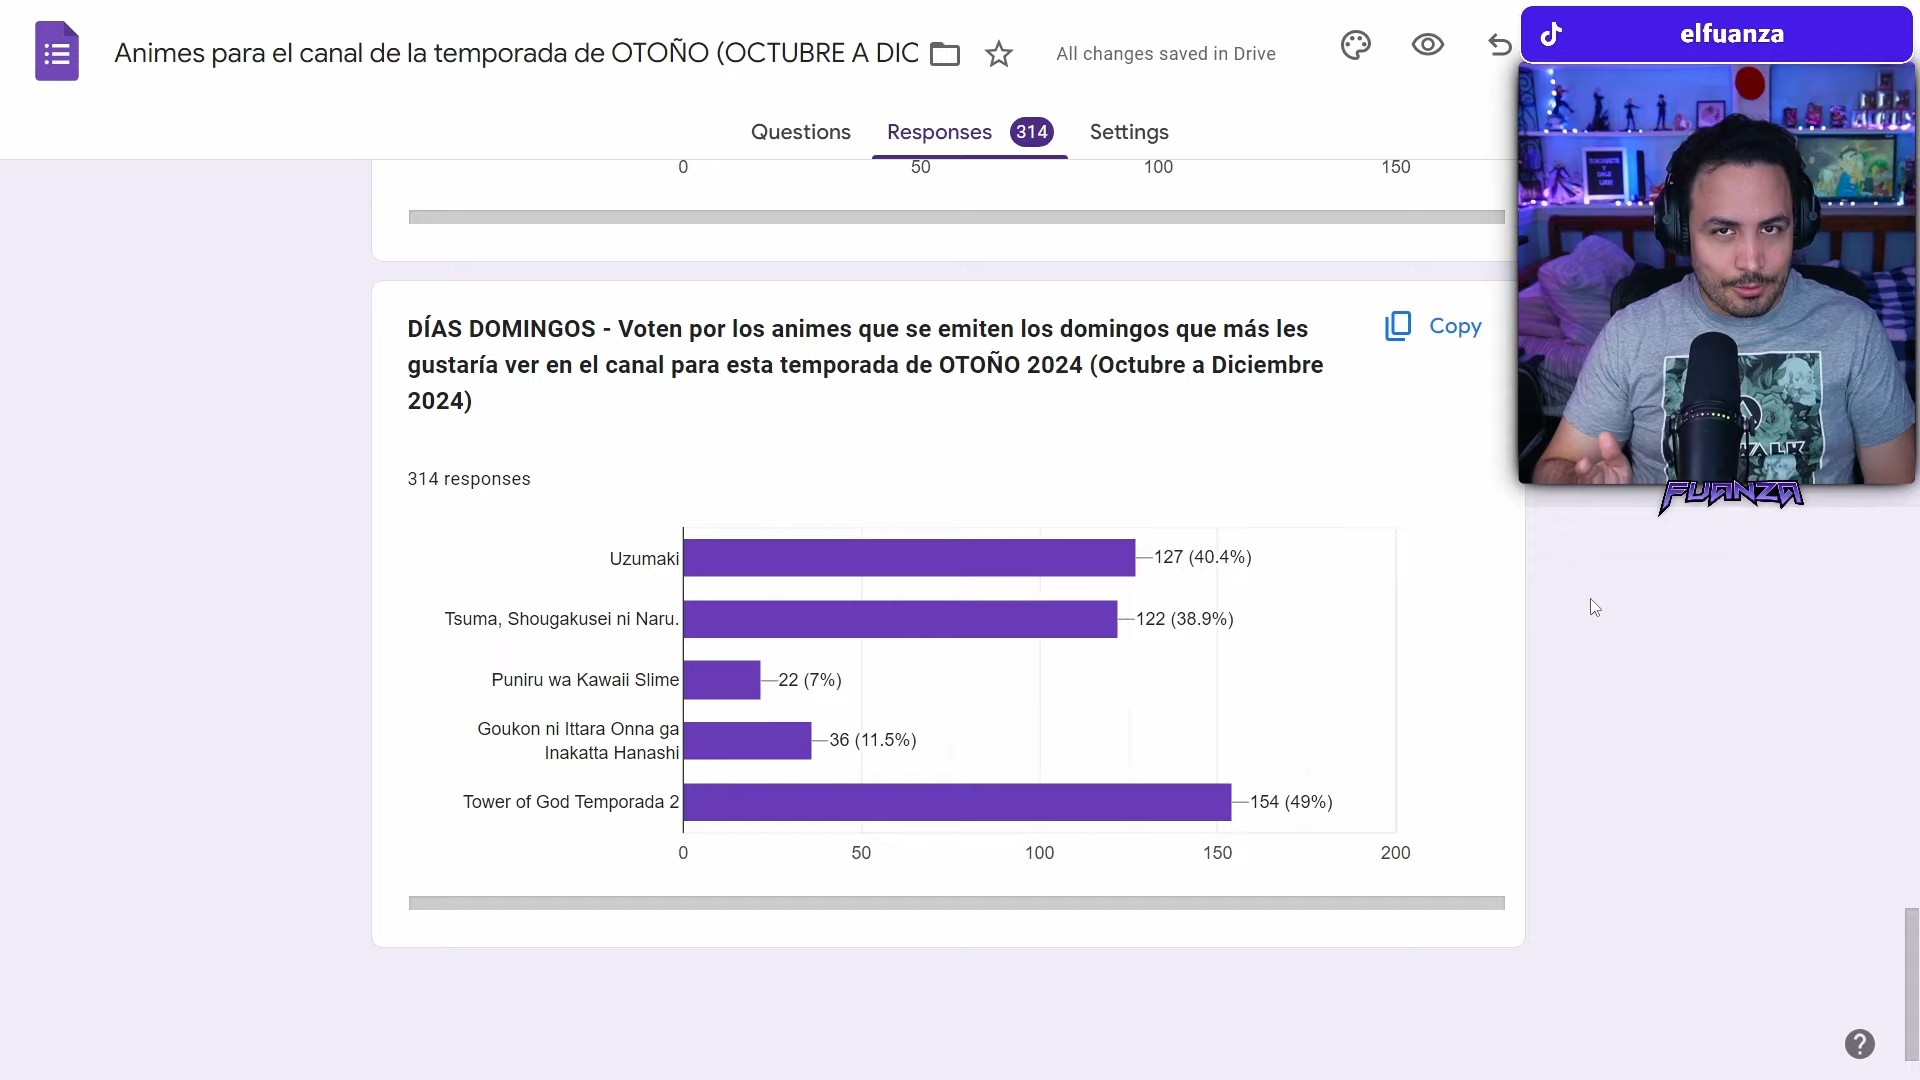 Animes para el canal de la temporada de OTOÑO (OCTUBRE A DIC
All changes saved in Drive
elfuanza
Questions
Responses 314
Settings
0 50 100 150
DÍAS DOMINGOS - Voten por los animes que se emiten los domingos que más les
gustaría ver en el canal para esta temporada de OTOÑO 2024 (Octubre a Diciembre
2024)
Copy
314 responses
FUANZA
Uzumaki 127 (40.4%)
Tsuma, Shougakusei ni Naru. 122 (38.9%)
Puniru wa Kawaii Slime 22 (7%)
Goukon ni Ittara Onna ga
Inakatta Hanashi 36 (11.5%)
Tower of God Temporada 2 154 (49%)
0 50 100 150 200